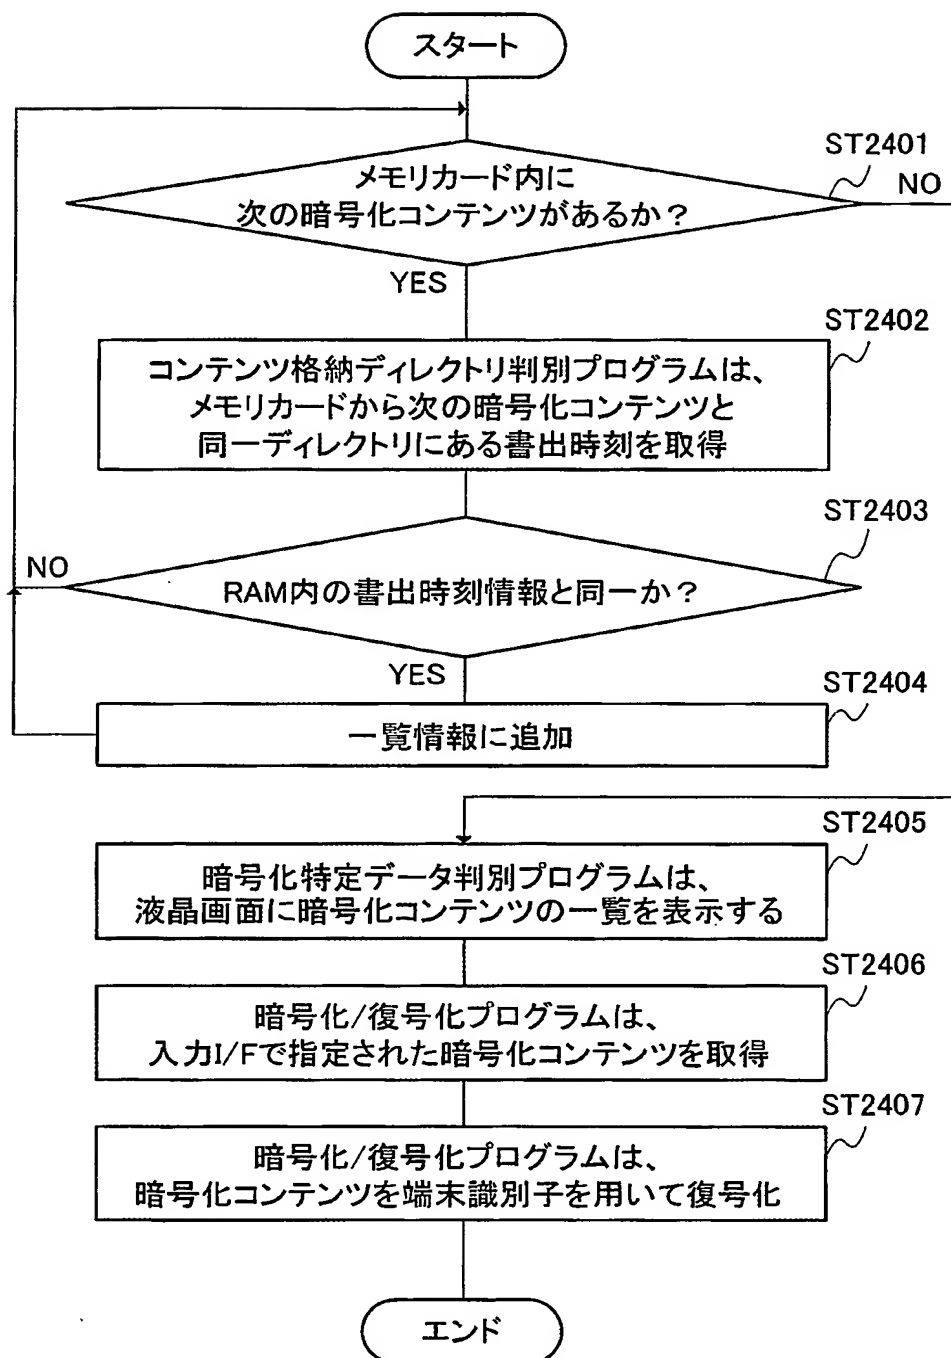 スタート
ST2401
メモリカード内に
次の暗号化コンテンツがあるか?
NO
YES
ST2402
コンテンツ格納ディレクトリ判別プログラムは、
メモリカードから次の暗号化コンテンツと
同一ディレクトリにある書出時刻を取得
ST2403
NO
RAM内の書出時刻情報と同一か?
YES
ST2404
一覧情報に追加
ST2405
暗号化特定データ判別プログラムは、
液晶画面に暗号化コンテンツの一覧を表示する
ST2406
暗号化/復号化プログラムは、
入力I/Fで指定された暗号化コンテンツを取得
ST2407
暗号化/復号化プログラムは、
暗号化コンテンツを端末識別子を用いて復号化
エンド